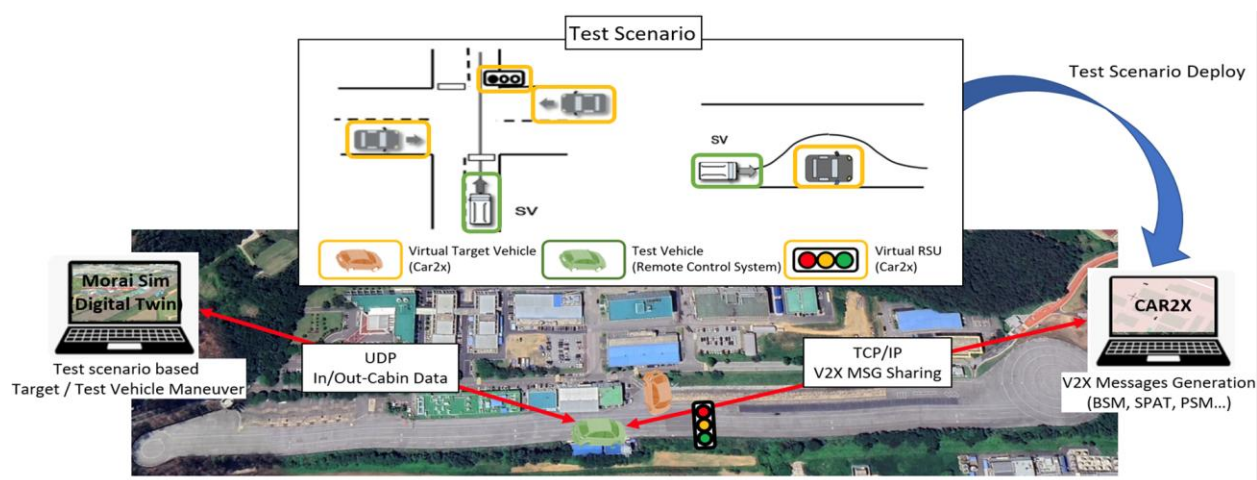 Test Scenario
Test Scenario Deploy
SV
SV
Virtual Target Vehicle
(Car2x)
Test Vehicle
(Remote Control System)
Virtual RSU
(Car2x)
Morai Sim
(Digital Twin)
CAR2X
UDP
In/Out-Cabin Data
TCP/IP
V2X MSG Sharing
Test scenario based
Target / Test Vehicle Maneuver
V2X Messages Generation
(BSM, SPAT, PSM...)